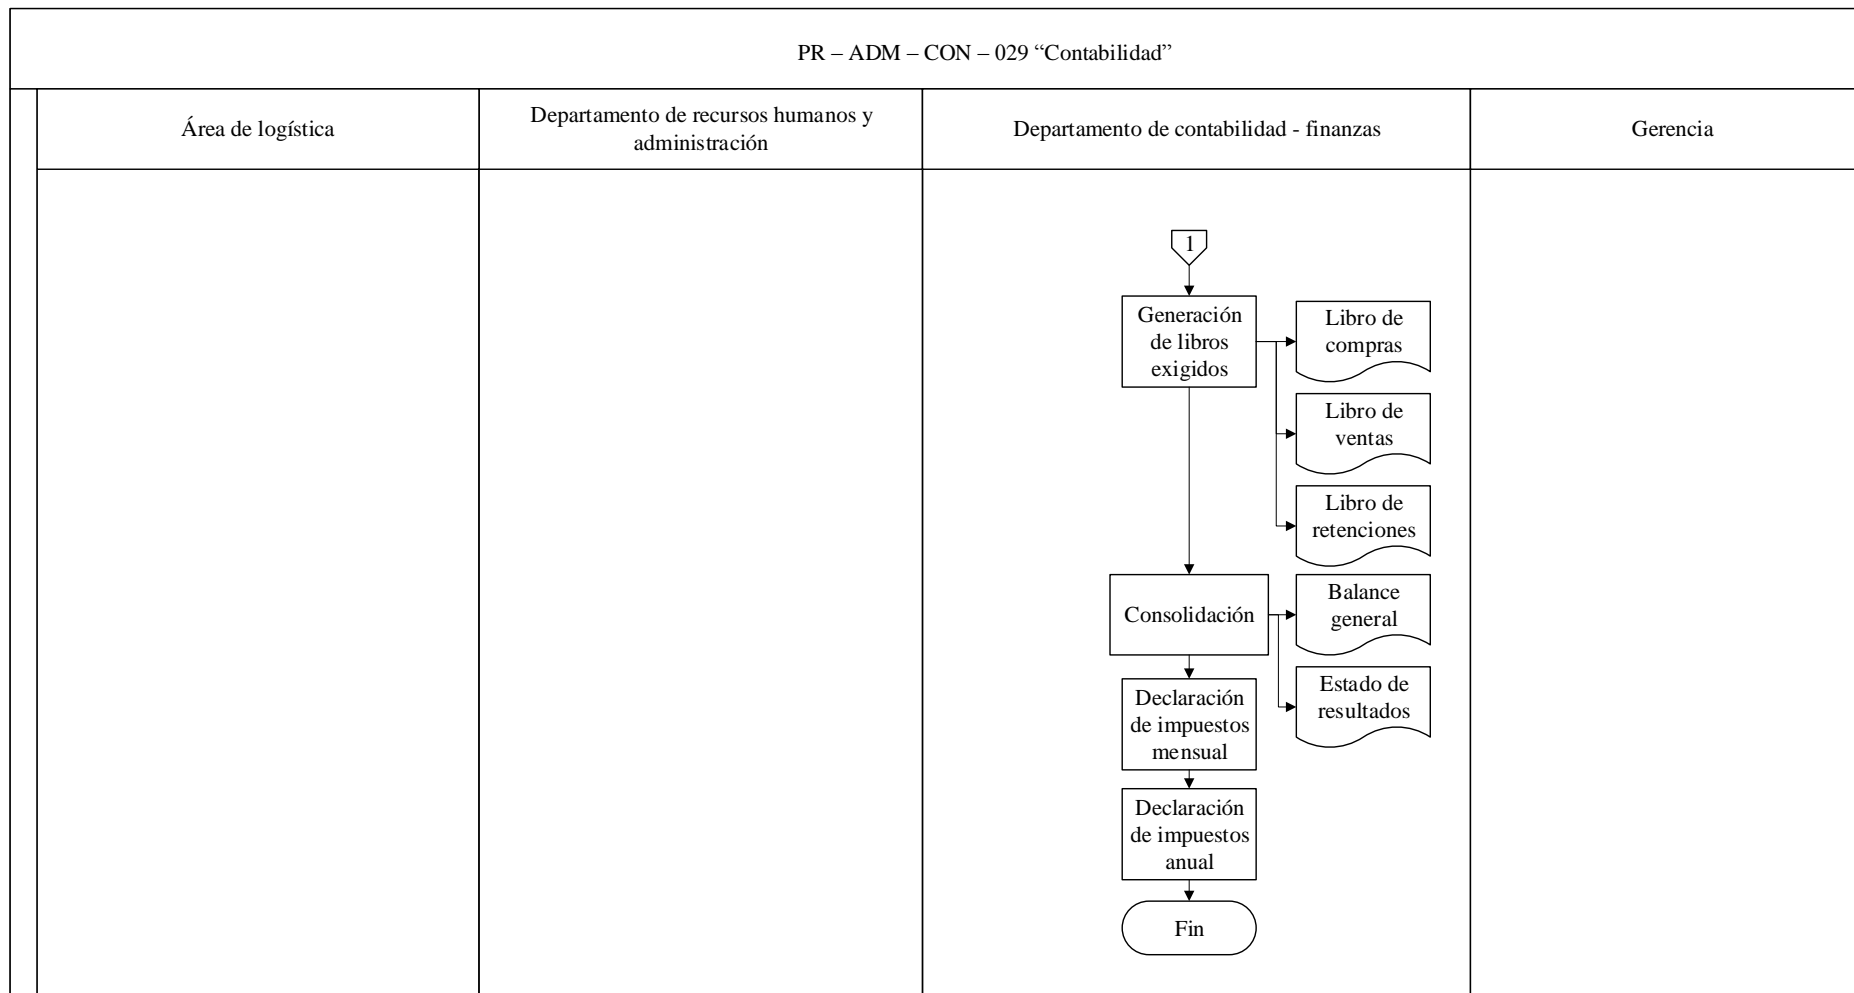 PR – ADM – CON – 029 “Contabilidad”
Área de logística
Departamento de recursos humanos y
administración
Departamento de contabilidad - finanzas
Gerencia
1
Generación
de libros
exigidos
Libro de
compras
Libro de
ventas
Libro de
retenciones
Consolidación
Balance
general
Estado de
resultados
Declaración
de impuestos
mensual
Declaración
de impuestos
anual
Fin